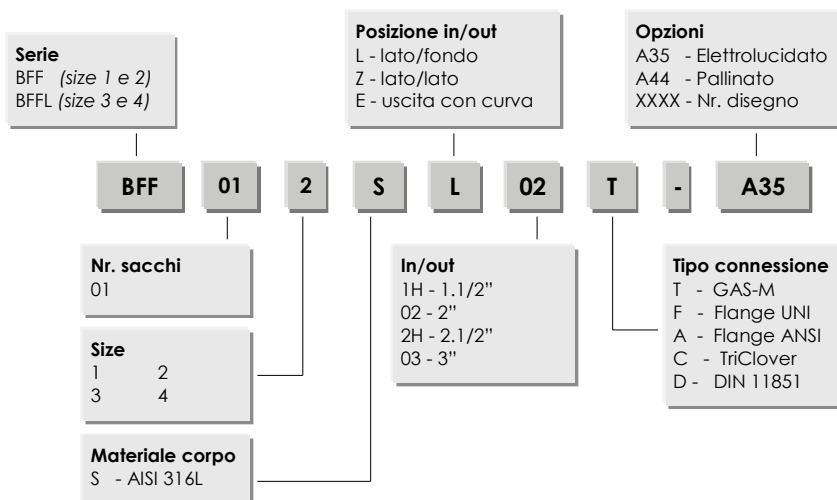 Serie
BFF (size 1 e 2)
BFFL (size 3 e 4)
Posizione in/out
L - lato/fondo
Z - lato/lato
E - uscita con curva
Opzioni
A35 - Elettrolucidato
A44 - Pallinato
XXXX - Nr. disegno
BFF 01 2 S L 02 T - A35
Nr. sacchi
01
Size
1 2
3 4
Materiale corpo
S - AISI 316L
In/out
1H - 1.1/2”
02 - 2”
2H - 2.1/2”
03 - 3”
Tipo connessione
T - GAS-M
F - Flange UNI
A - Flange ANSI
C - TriClover
D - DIN 11851